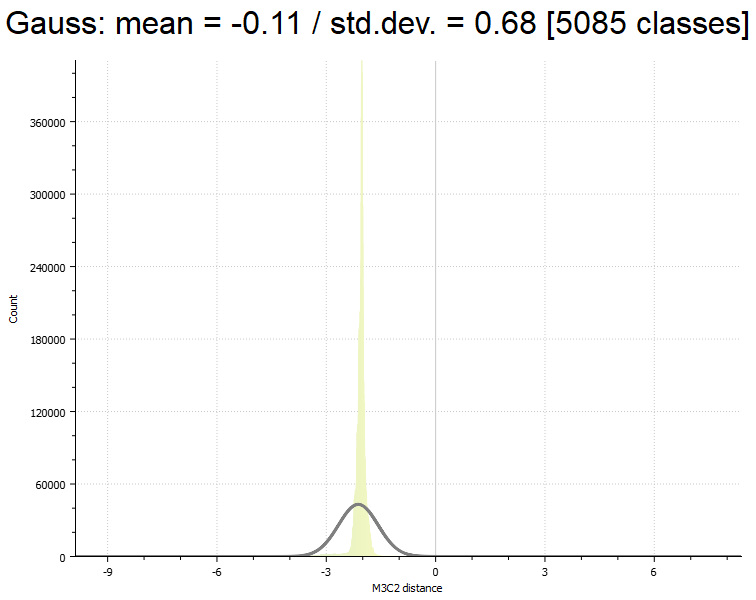 Gauss: mean = -0.11 / std.dev. = 0.68 [5085 classes]
360000
300000
240000
180000
120000
60000
0
Count
-9 -6 -3 0 3 6
M3C2 distance